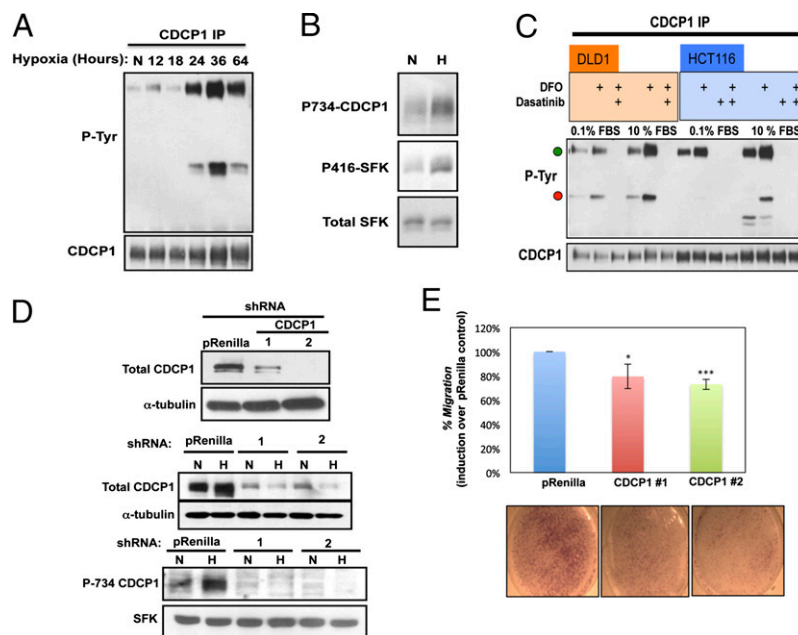 A
CDCP1 IP
Hypoxia (Hours): N 12 18 24 36 64
P-Tyr
CDCP1
B
N H
P734-CDCP1
P416-SFK
Total SFK
C
CDCP1 IP
DLD1 HCT116
DFO + + + + + + + +
Dasatinib + + + + + +
0.1% FBS 10 % FBS 0.1% FBS 10 % FBS
P-Tyr
CDCP1
D
shRNA
CDCP1
pRenilla 1 2
Total CDCP1
α-tubulin
shRNA: pRenilla 1 2
N H N H N H
Total CDCP1
α-tubulin
shRNA: pRenilla 1 2
N H N H N H
P-734 CDCP1
SFK
E
% Migration
(induction over pRenilla control)
120%
100%
80%
60%
40%
20%
0%
* ***
pRenilla CDCP1 #1 CDCP1 #2